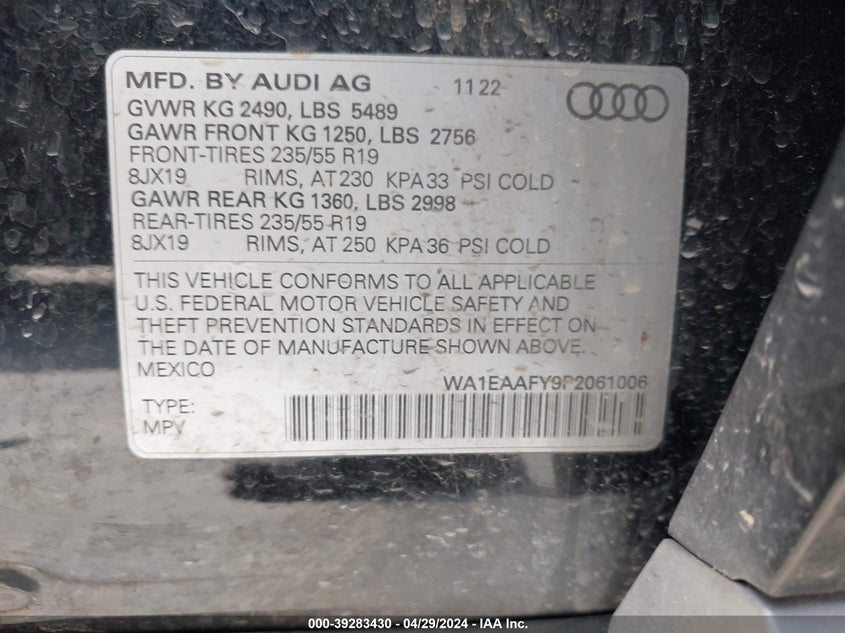 MFD. BY AUDI AG 11 22
GVWR KG 2490, LBS 5489
GAWR FRONT KG 1250, LBS 2756
FRONT-TIRES 235/55 R19
8JX19 RIMS, AT 230 KPA 33 PSI COLD
GAWR REAR KG 1360, LBS 2998
REAR-TIRES 235/55 R19
8JX19 RIMS, AT 250 KPA 36 PSI COLD
THIS VEHICLE CONFORMS TO ALL APPLICABLE
U.S. FEDERAL MOTOR VEHICLE SAFETY AND
THEFT PREVENTION STANDARDS IN EFFECT ON
THE DATE OF MANUFACTURE SHOWN ABOVE.
MEXICO WA1EAAFY9P2061006
TYPE:
MPV
000-39283430 - 04/29/2024 - IAA Inc.